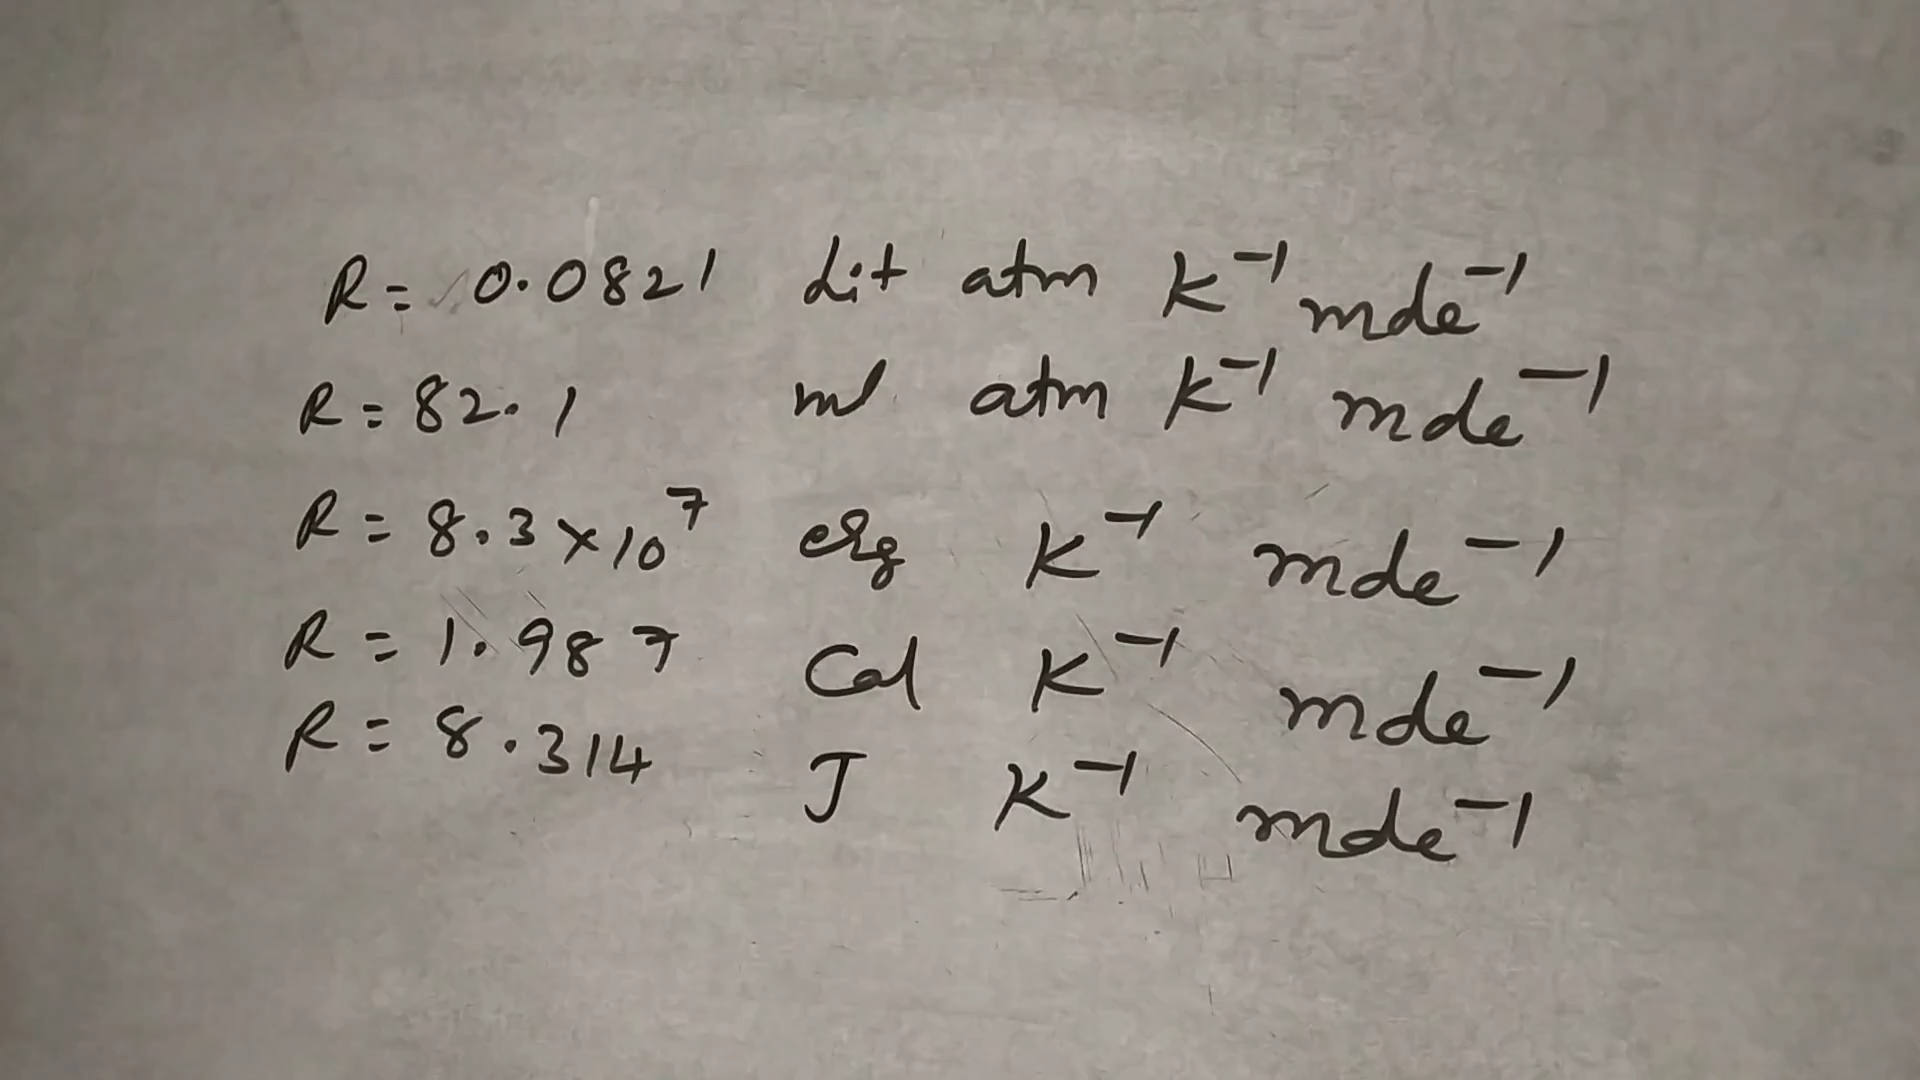 R = 0.0821 Lit atm K⁻¹ mole⁻¹
R = 82.1 ml atm K⁻¹ mole⁻¹
R = 8.3 × 10⁷ erg K⁻¹ mole⁻¹
R = 1.987 Cal K⁻¹ mole⁻¹
R = 8.314 J K⁻¹ mole⁻¹